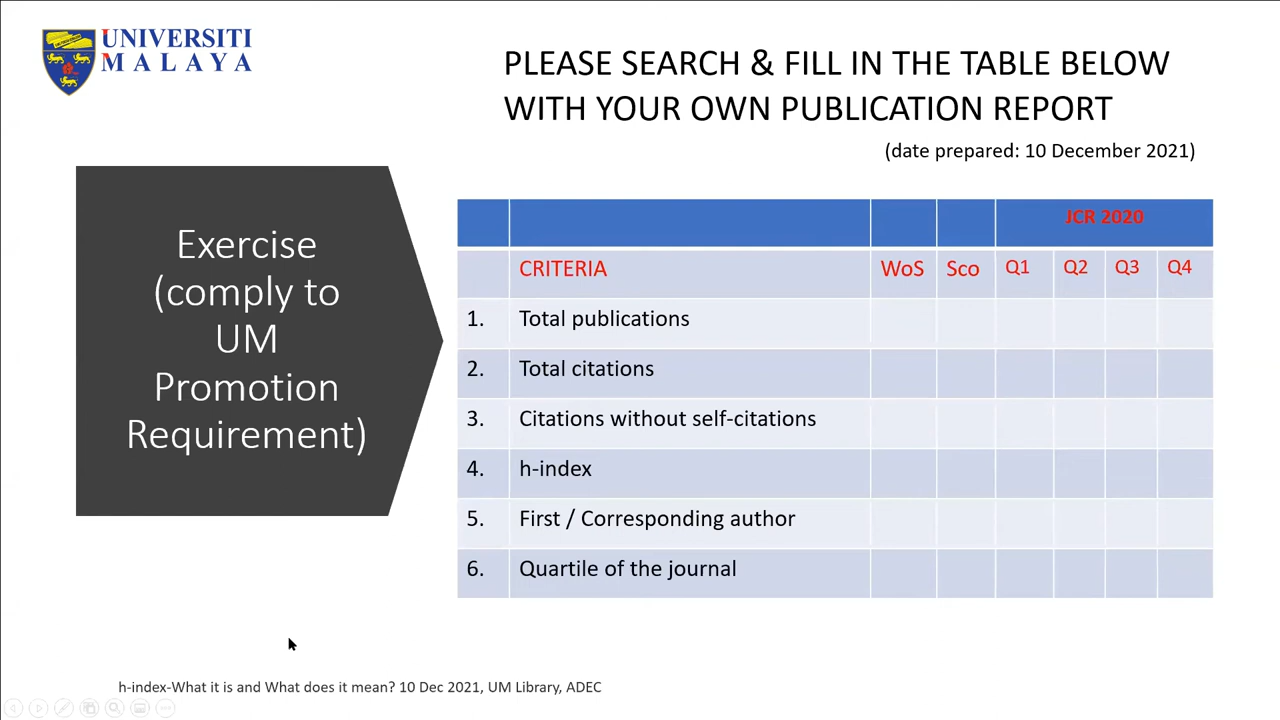 UNIVERSITI
MALAYA
PLEASE SEARCH & FILL IN THE TABLE BELOW
WITH YOUR OWN PUBLICATION REPORT
(date prepared: 10 December 2021)
Exercise
(comply to
UM
Promotion
Requirement)
JCR 2020
CRITERIA WoS Sco Q1 Q2 Q3 Q4
1. Total publications
2. Total citations
3. Citations without self-citations
4. h-index
5. First / Corresponding author
6. Quartile of the journal
h-index-What it is and What does it mean? 10 Dec 2021, UM Library, ADEC